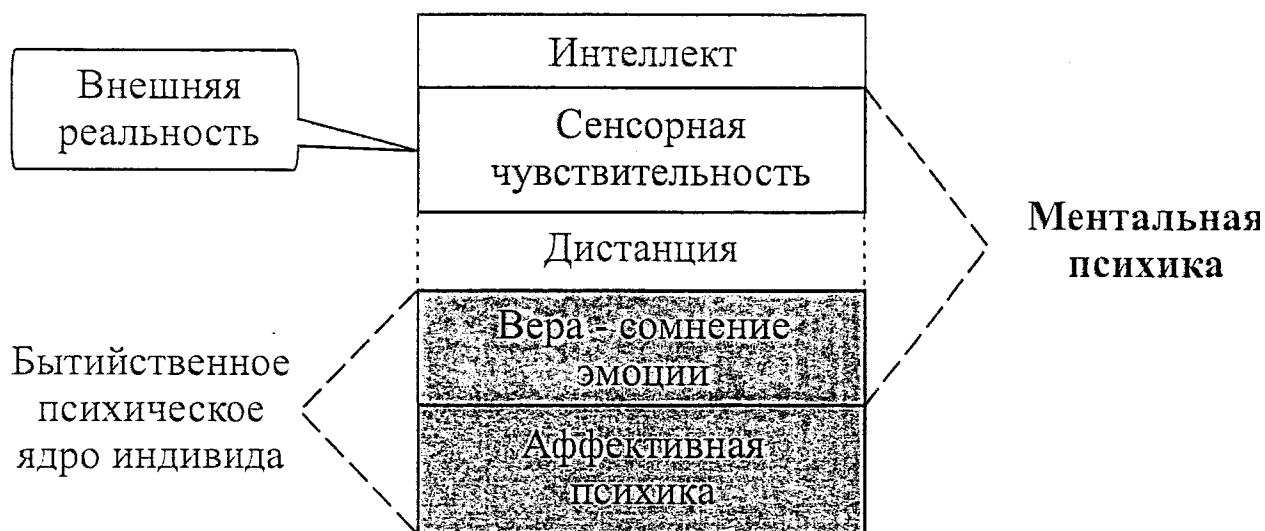 Интеллект
Внешняя
реальность
Сенсорная
чувствительность
Дистанция
Ментальная
психика
Вера - сомнение
эмоции
Бытийственное
психическое
ядро индивида
Аффективная
психика